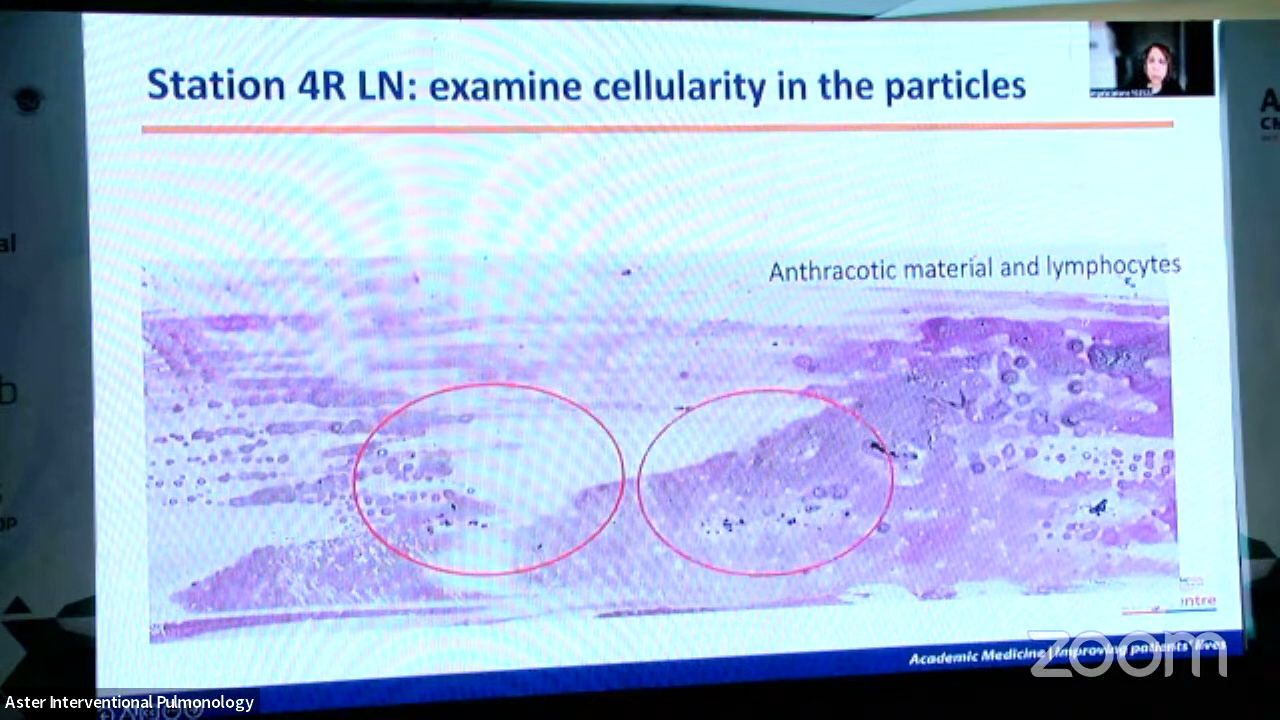 Station 4R LN: examine cellularity in the particles
Anthracotic material and lymphocytes
Academic Medicine | Improving patients' lives
zoom
Aster Interventional Pulmonology